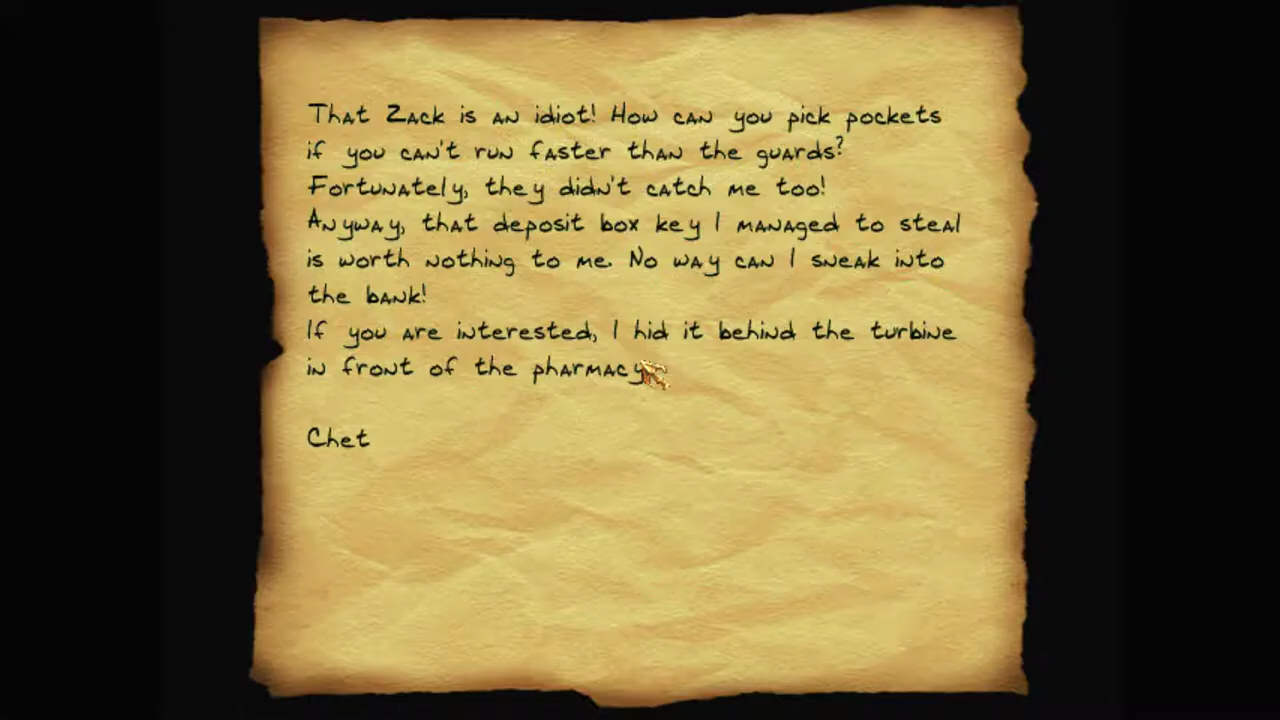 That Zack is an idiot! How can you pick pockets
if you can't run faster than the guards?
Fortunately, they didn't catch me too!
Anyway, that deposit box key I managed to steal
is worth nothing to me. No way can I sneak into
the bank!
If you are interested, I hid it behind the turbine
in front of the pharmacy
Chet